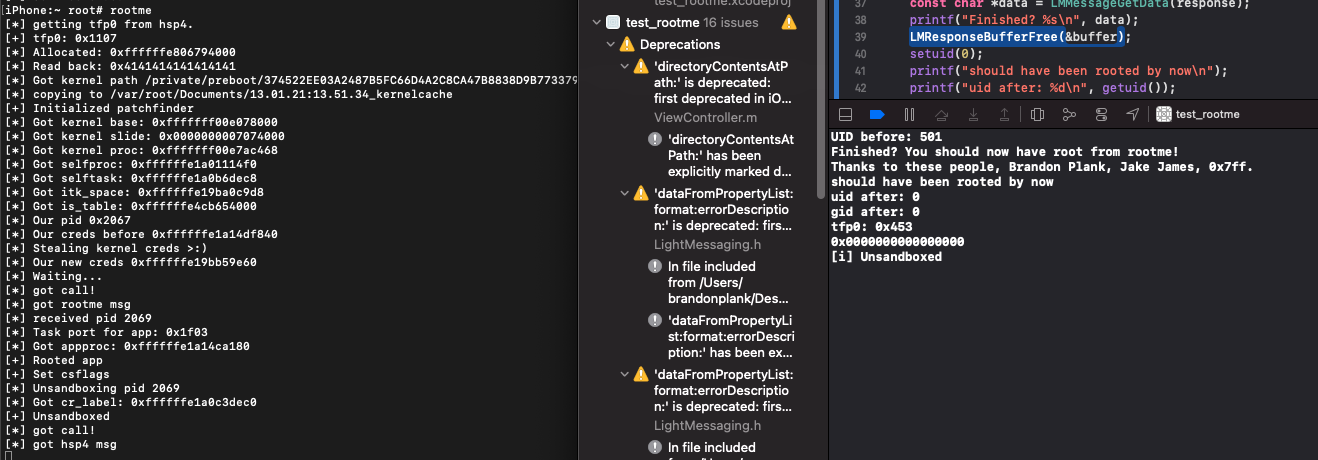 iPhone:~ root# rootme
[*] getting tfp0 from hsp4.
[+] tfp0: 0x1107
[*] Allocated: 0xffffffe806794000
[*] Read back: 0x4141414141414141
[*] Got kernel path /private/preboot/374522EE03A2487B5FC66D4A2C8CA47B8838D9B773379
[*] copying to /var/root/Documents/13.01.21:13.51.34_kernelcache
[+] Initialized patchfinder
[*] Got kernel base: 0xfffffff00e078000
[*] Got kernel slide: 0x0000000007074000
[*] Got kernel proc: 0xfffffff00e7ac468
[*] Got selfproc: 0xffffffe1a01114f0
[*] Got selftask: 0xffffffe1a0b6dec8
[*] Got itk_space: 0xffffffe19ba0c9d8
[*] Got is_table: 0xffffffe4cb654000
[*] Our pid 0x2067
[*] Our creds before 0xffffffe1a14df840
[*] Stealing kernel creds >:)
[*] Our new creds 0xffffffe19bb59e60
[*] Waiting...
[*] got call!
[*] got rootme msg
[*] received pid 2069
[*] Task port for app: 0x1f03
[*] Got appproc: 0xffffffe1a14ca180
[+] Rooted app
[+] Set csflags
[*] Unsandboxing pid 2069
[*] Got cr_label: 0xffffffe1a0c3dec0
[+] Unsandboxed
[*] got call!
[*] got hsp4 msg
test_rootme.xcodeproj
test_rootme 16 issues
Deprecations
'directoryContentsAtP
ath:' is deprecated:
first deprecated in iO...
ViewController.m
'directoryContentsAt
Path:' has been
explicitly marked d...
'dataFromPropertyList:
format:errorDescriptio
n:' is deprecated: firs...
LightMessaging.h
In file included
from /Users/
brandonplank/Des...
'dataFromPropertyLi
st:format:errorDescri
ption:' has been ex...
'dataFromPropertyList:
format:errorDescriptio
n:' is deprecated: firs...
LightMessaging.h
In file included
37 const char *data = LMMessageGetData(response);
38 printf("Finished? %s\n", data);
39 LMResponseBufferFree(&buffer);
40 setuid(0);
41 printf("should have been rooted by now\n");
42 printf("uid after: %d\n", getuid());
test_rootme
UID before: 501
Finished? You should now have root from rootme!
Thanks to these people, Brandon Plank, Jake James, 0x7ff.
should have been rooted by now
uid after: 0
gid after: 0
tfp0: 0x453
0x0000000000000000
[i] Unsandboxed